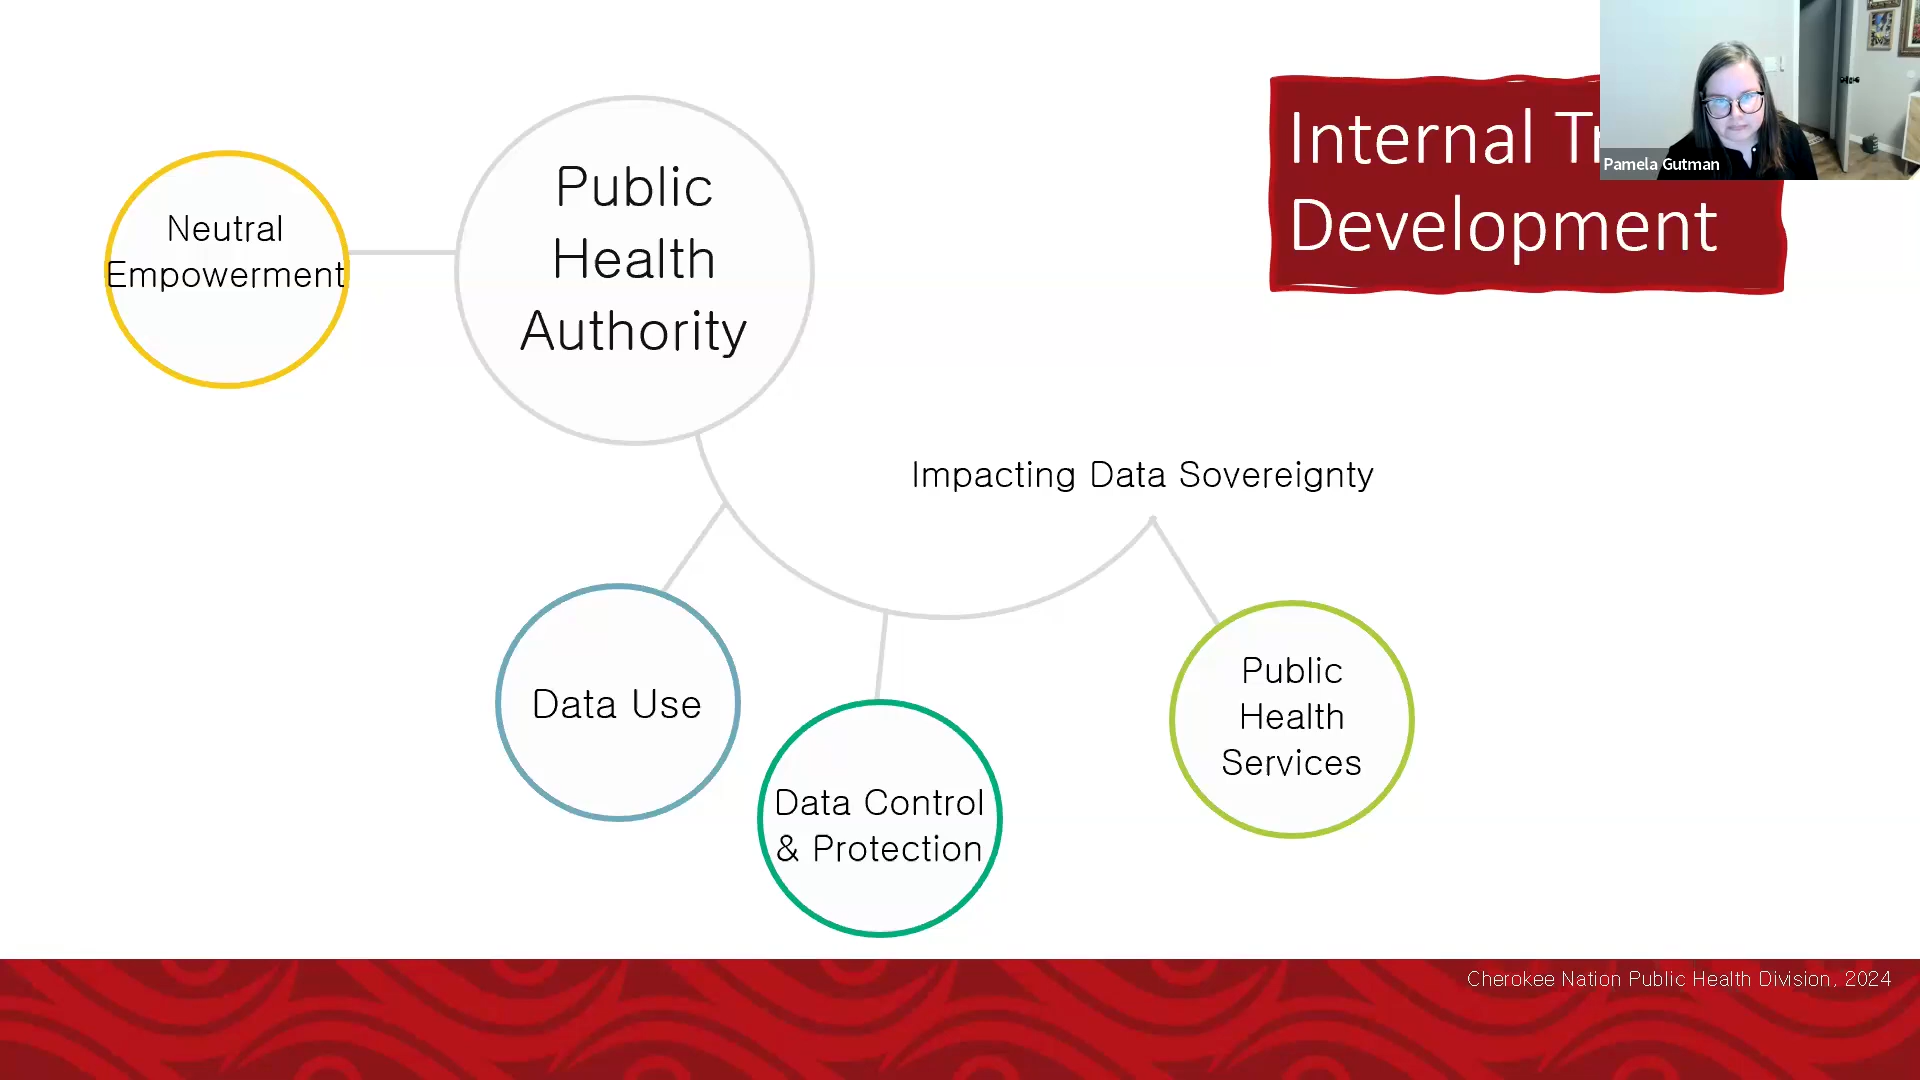 Internal
Development
Pamela Gutman
Neutral
Empowerment
Public
Health
Authority
Impacting Data Sovereignty
Data Use
Data Control
& Protection
Public
Health
Services
Cherokee Nation Public Health Division, 2024